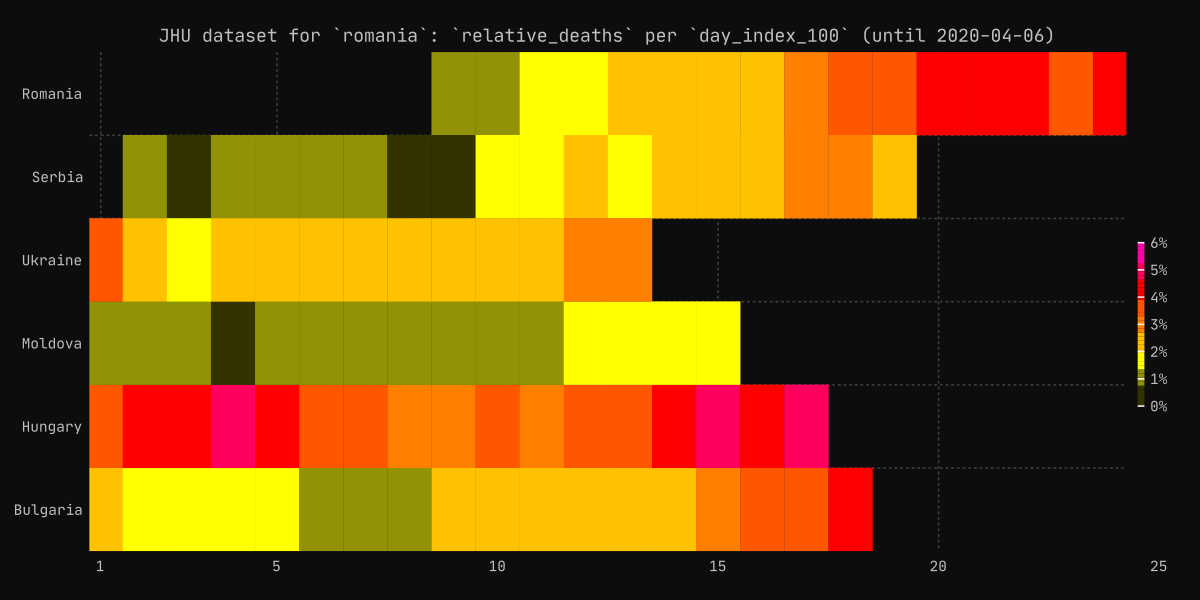 JHU dataset for `romania`: `relative_deaths` per `day_index_100` (until 2020-04-06)
Romania
Serbia
Ukraine
Moldova
Hungary
Bulgaria
6%
5%
4%
3%
2%
1%
0%
1 5 10 15 20 25